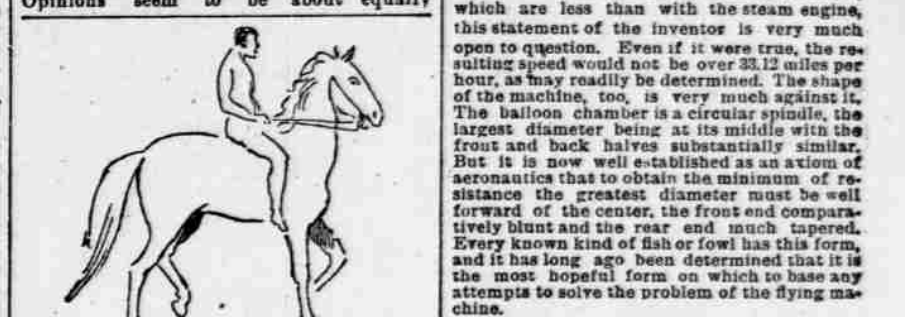 Opinions seem to be about equally
which are less than with the steam engine,
this statement of the inventor is very much
open to question. Even if it were true, the re-
sulting speed would not be over 33.12 miles per
hour, as may readily be determined. The shape
of the machine, too, is very much against it.
The balloon chamber is a circular spindle, the
largest diameter being at its middle with the
front and back halves substantially similar.
But it is now well established as an axiom of
aeronautics that to obtain the minimum of re-
sistance the greatest diameter must be well
forward of the center, the front end compara-
tively blunt and the rear end much tapered.
Every known kind of fish or fowl has this form,
and it has long ago been determined that it is
the most hopeful form on which to base any
attempts to solve the problem of the flying ma-
chine.